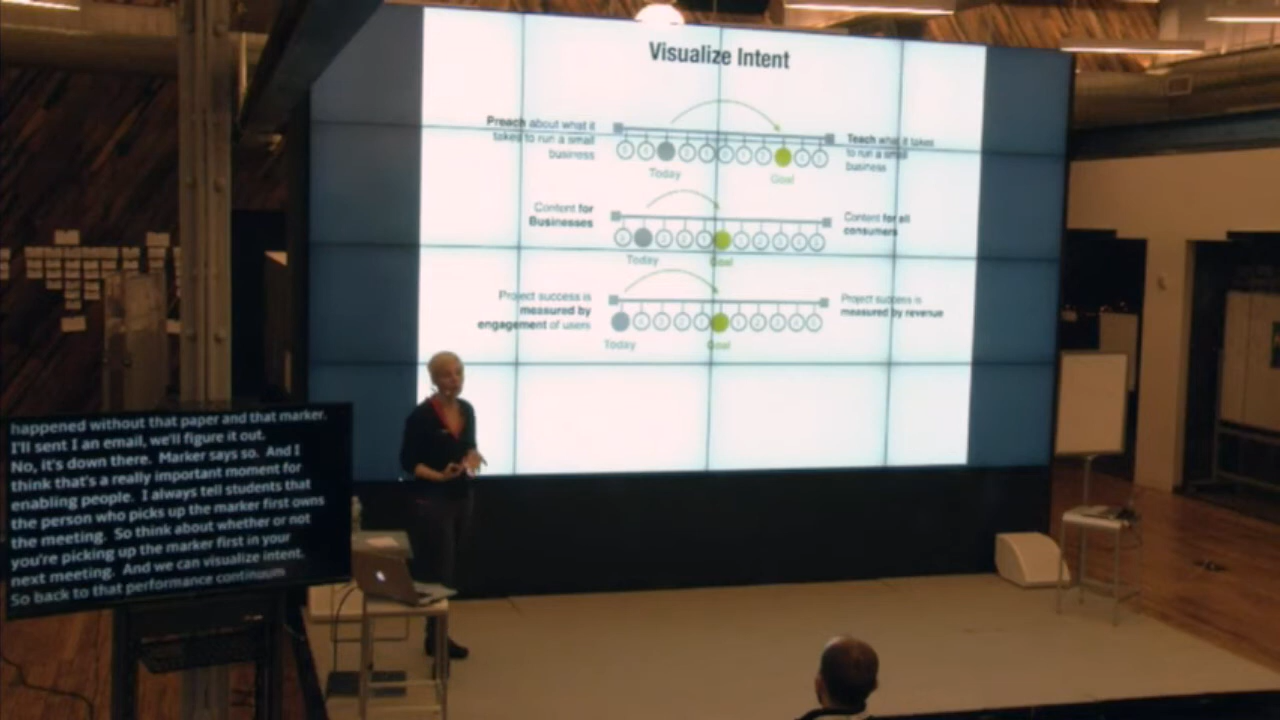 Visualize Intent
Preach about what it
takes to run a small
business
Teach what it takes
to run a small
business
Today
Goal
Content for
Businesses
Content for all
consumers
Today
Goal
Project success is
measured by
engagement of users
Project success is
measured by revenue
Today
Goal
happened without that paper and that marker.
I'll sent I an email, we'll figure it out.
No, it's down there. Marker says so. And I
think that's a really important moment for
enabling people. I always tell students that
the person who picks up the marker first owns
the meeting. So think about whether or not
you're picking up the marker first in your
next meeting. And we can visualize intent.
So back to that performance continuum